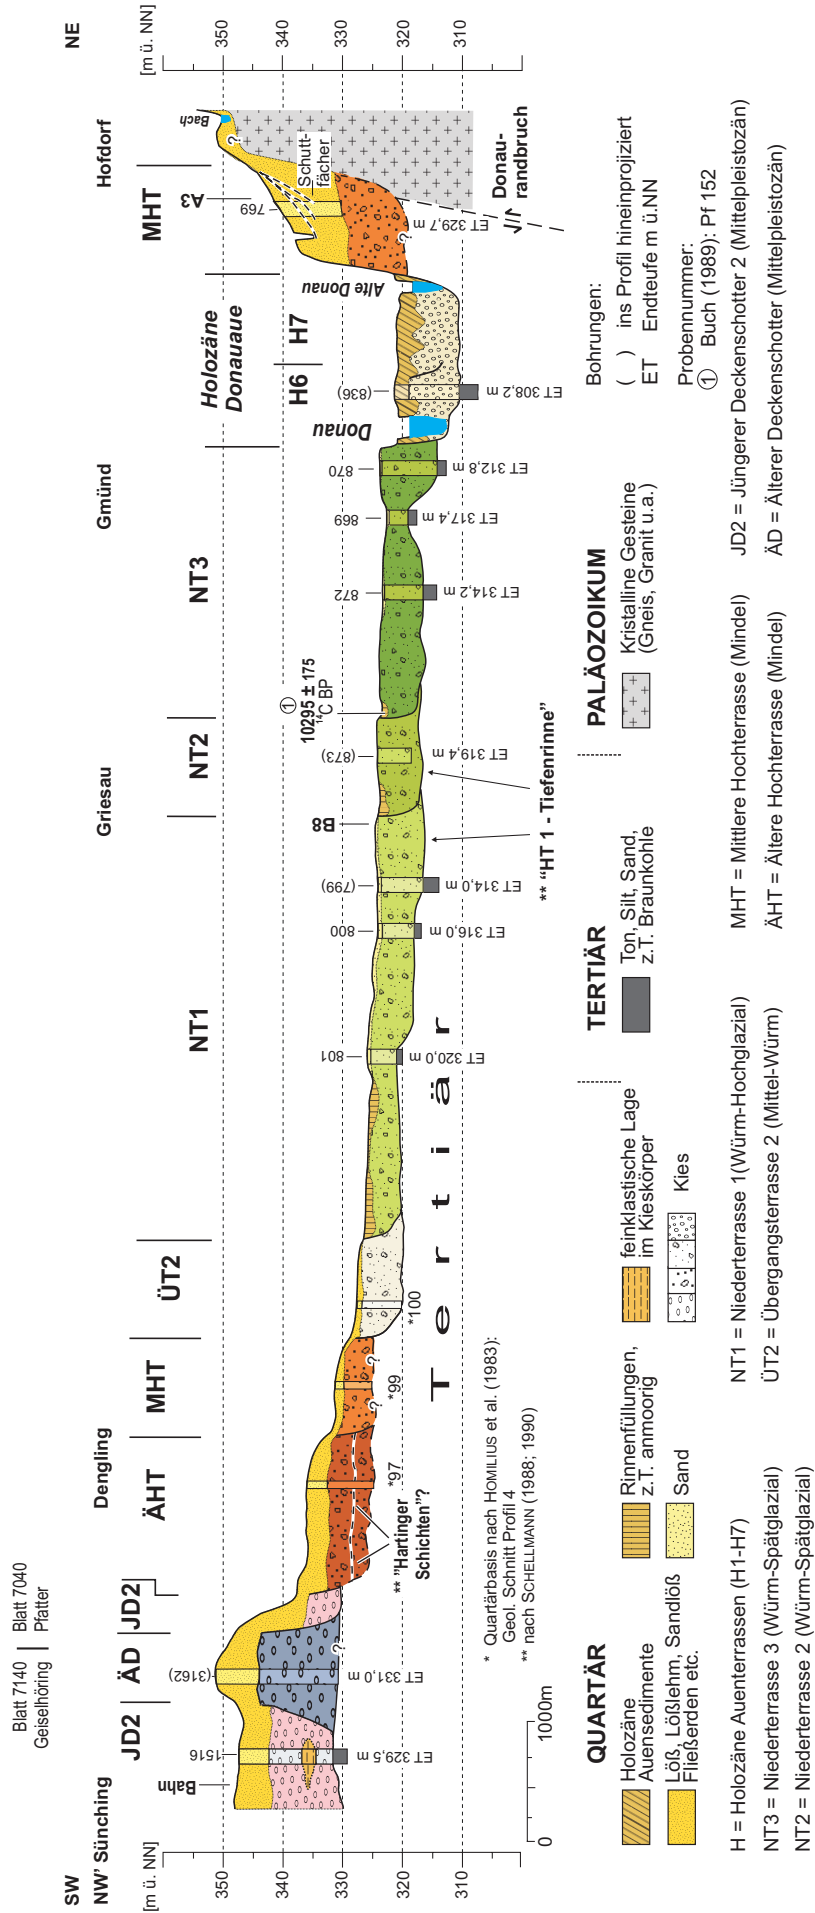 SW
NW' Sünching
Blatt 7140 | Blatt 7040
Geiselhöring | Pfatter
Dengling
Griesau
Gmünd
Hofdorf
NE
[m ü. NN]
350
340
330
320
310
JD2
ÄD
JD2
ÄHT
MHT
ÜT2
NT1
NT2
NT3
Holozäne
Donauaue
H6
H7
MHT
[m ü. NN]
350
340
330
320
310
Bahn
1516
ET 329,5 m
(3162)
ET 331,0 m
?
*97
** "Hartinger
Schichten"?
?
*99
?
*100
801
ET 320,0 m
800
ET 316,0 m
(799)
ET 314,0 m
B8
(873)
ET 319,4 m
** "HT 1 - Tiefenrinne"
①
10295 ± 175
14C BP
872
ET 314,2 m
869
ET 317,4 m
870
ET 312,8 m
Donau
(836)
ET 308,2 m
Alte Donau
A3
769
ET 329,7 m
?
Schutt-
fächer
?
Bach
Donau-
randbruch
Tertiär
0
1000m
* Quartärbasis nach HOMILIUS et al. (1983):
Geol. Schnitt Profil 4
** nach SCHELLMANN (1988; 1990)
QUARTÄR
Holozäne
Auensedimente
Rinnenfüllungen,
z.T. anmoorig
feinklastische Lage
im Kieskörper
Löß, Lößlehm, Sandlöß
Fließerden etc.
Sand
Kies
TERTIÄR
Ton, Silt, Sand,
z.T. Braunkohle
PALÄOZOIKUM
Kristalline Gesteine
(Gneis, Granit u.a.)
Bohrungen:
( ) ins Profil hineinprojiziert
ET Endteufe m ü.NN
Probennummer:
① Buch (1989): Pf 152
H = Holozäne Auenterrassen (H1-H7)
NT3 = Niederterrasse 3 (Würm-Spätglazial)
NT2 = Niederterrasse 2 (Würm-Spätglazial)
NT1 = Niederterrasse 1(Würm-Hochglazial)
ÜT2 = Übergangsterrasse 2 (Mittel-Würm)
MHT = Mittlere Hochterrasse (Mindel)
ÄHT = Ältere Hochterrasse (Mindel)
JD2 = Jüngerer Deckenschotter 2 (Mittelpleistozän)
ÄD = Älterer Deckenschotter (Mittelpleistozän)